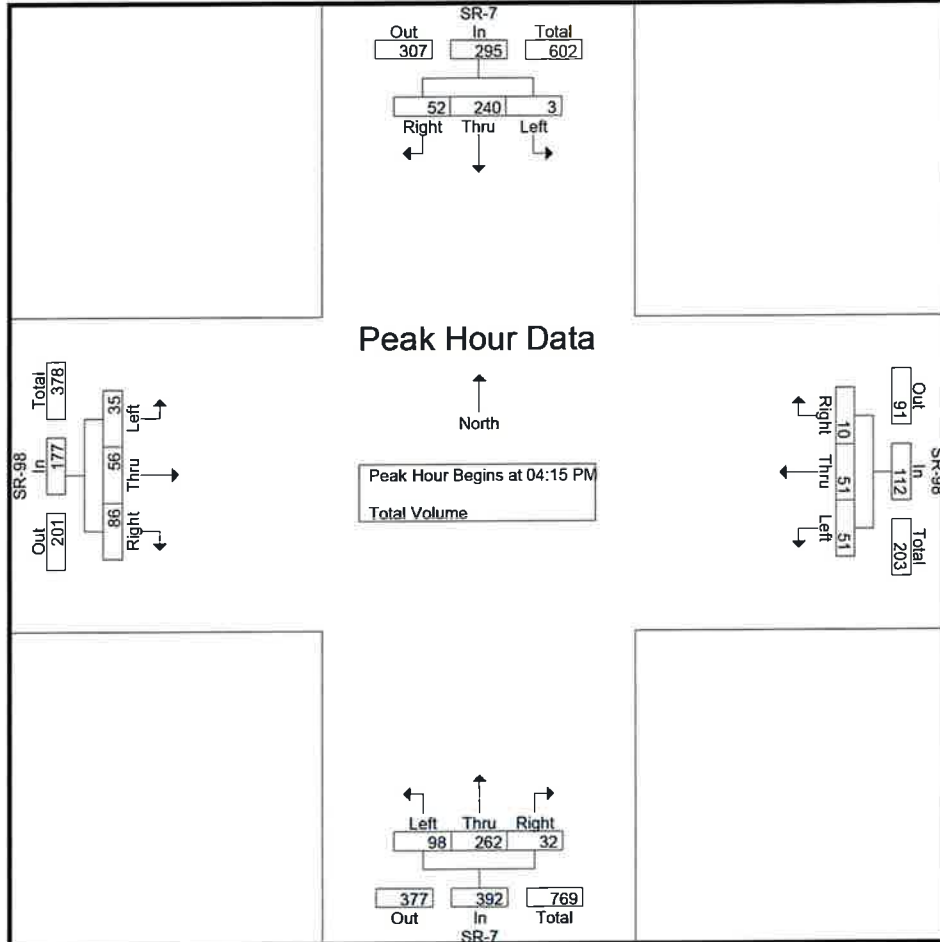 SR-7
Out In Total
307 295 602
52 240 3
Right Thru Left
Peak Hour Data
North
Peak Hour Begins at 04:15 PM
Total Volume
SR-98
Out In Total
201 177 378
35 56 86
Left Thru Right
Right Thru Left
10 51 51
Out In Total
91 112 203
SR-98
Left Thru Right
98 262 32
377 392 769
Out In Total
SR-7